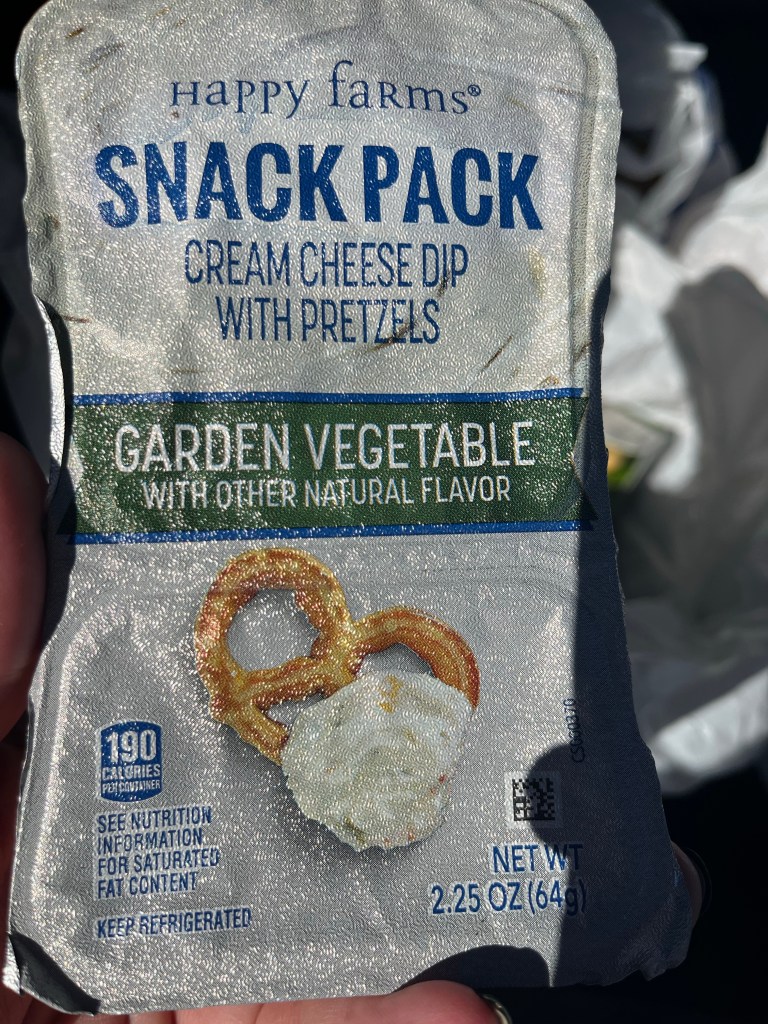 Happy farms®
SNACK PACK
CREAM CHEESE DIP
WITH PRETZELS
GARDEN VEGETABLE
WITH OTHER NATURAL FLAVOR
190
CALORIES
PER CONTAINER
SEE NUTRITION
INFORMATION
FOR SATURATED
FAT CONTENT
KEEP REFRIGERATED
NET WT
2.25 OZ (64g)